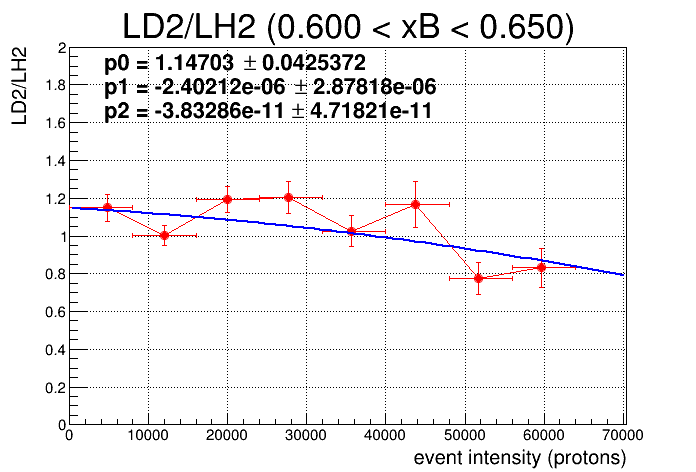 LD2/LH2 (0.600 < xB < 0.650)
LD2/LH2
p0 = 1.14703 ± 0.0425372
p1 = -2.40212e-06 ± 2.87818e-06
p2 = -3.83286e-11 ± 4.71821e-11
2
1.8
1.6
1.4
1.2
1
0.8
0.6
0.4
0.2
0
0 10000 20000 30000 40000 50000 60000 70000
event intensity (protons)